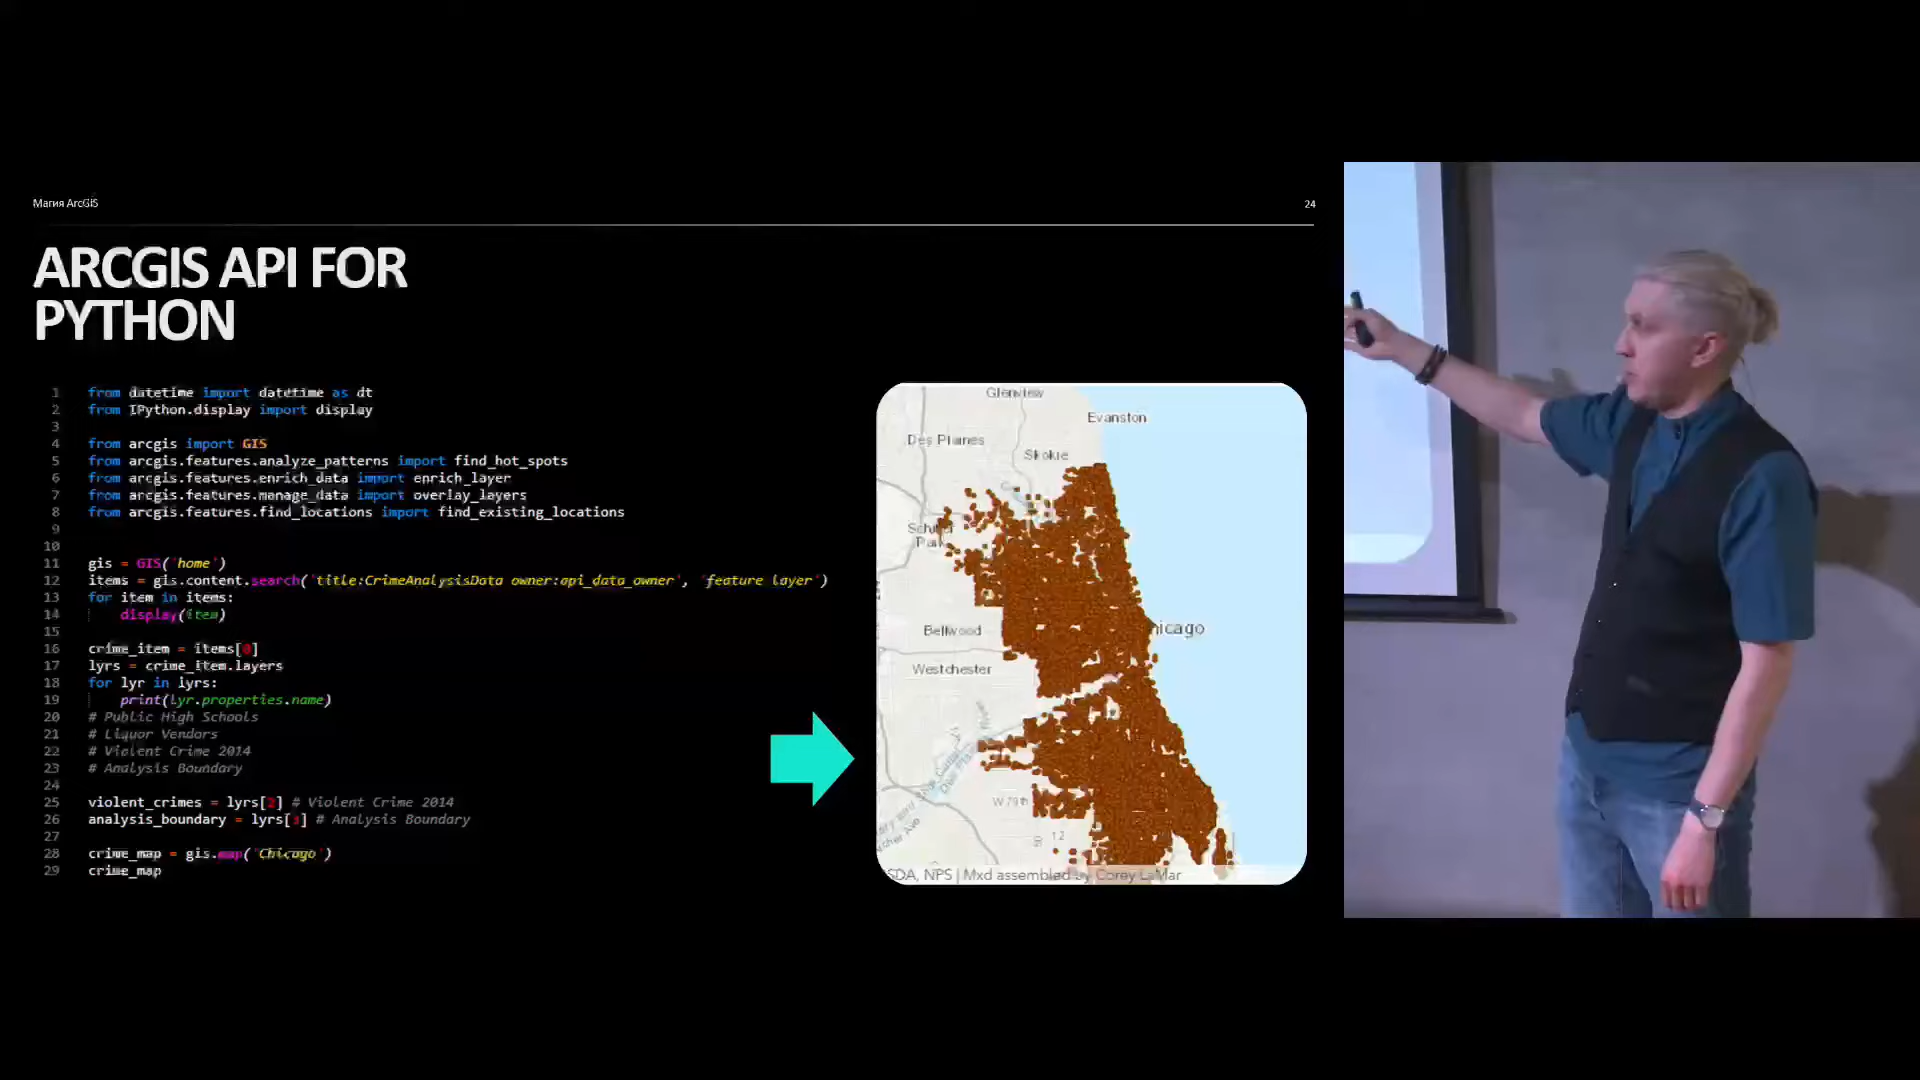 Магия ArcGIS
24
ARCGIS API FOR
PYTHON
1 from datetime import datetime as dt
2 from IPython.display import display
3
4 from arcgis import GIS
5 from arcgis.features.analyze_patterns import find_hot_spots
6 from arcgis.features.enrich_data import enrich_layer
7 from arcgis.features.manage_data import overlay_layers
8 from arcgis.features.find_locations import find_existing_locations
9
10
11 gis = GIS('home')
12 items = gis.content.search('title:CrimeAnalysisData owner:api_data_owner', 'feature layer')
13 for item in items:
14 display(item)
15
16 crime_item = items[0]
17 lyrs = crime_item.layers
18 for lyr in lyrs:
19 print(lyr.properties.name)
20 # Public High Schools
21 # Liquor Vendors
22 # Violent Crime 2014
23 # Analysis Boundary
24
25 violent_crimes = lyrs[2] # Violent Crime 2014
26 analysis_boundary = lyrs[3] # Analysis Boundary
27
28 crime_map = gis.map('Chicago')
29 crime_map
Glenview
Evanston
Des Plaines
Skokie
Park
Bellwood
hicago
Westchester
W 79th
SDA, NPS | Mxd assembled by Corey LaMar